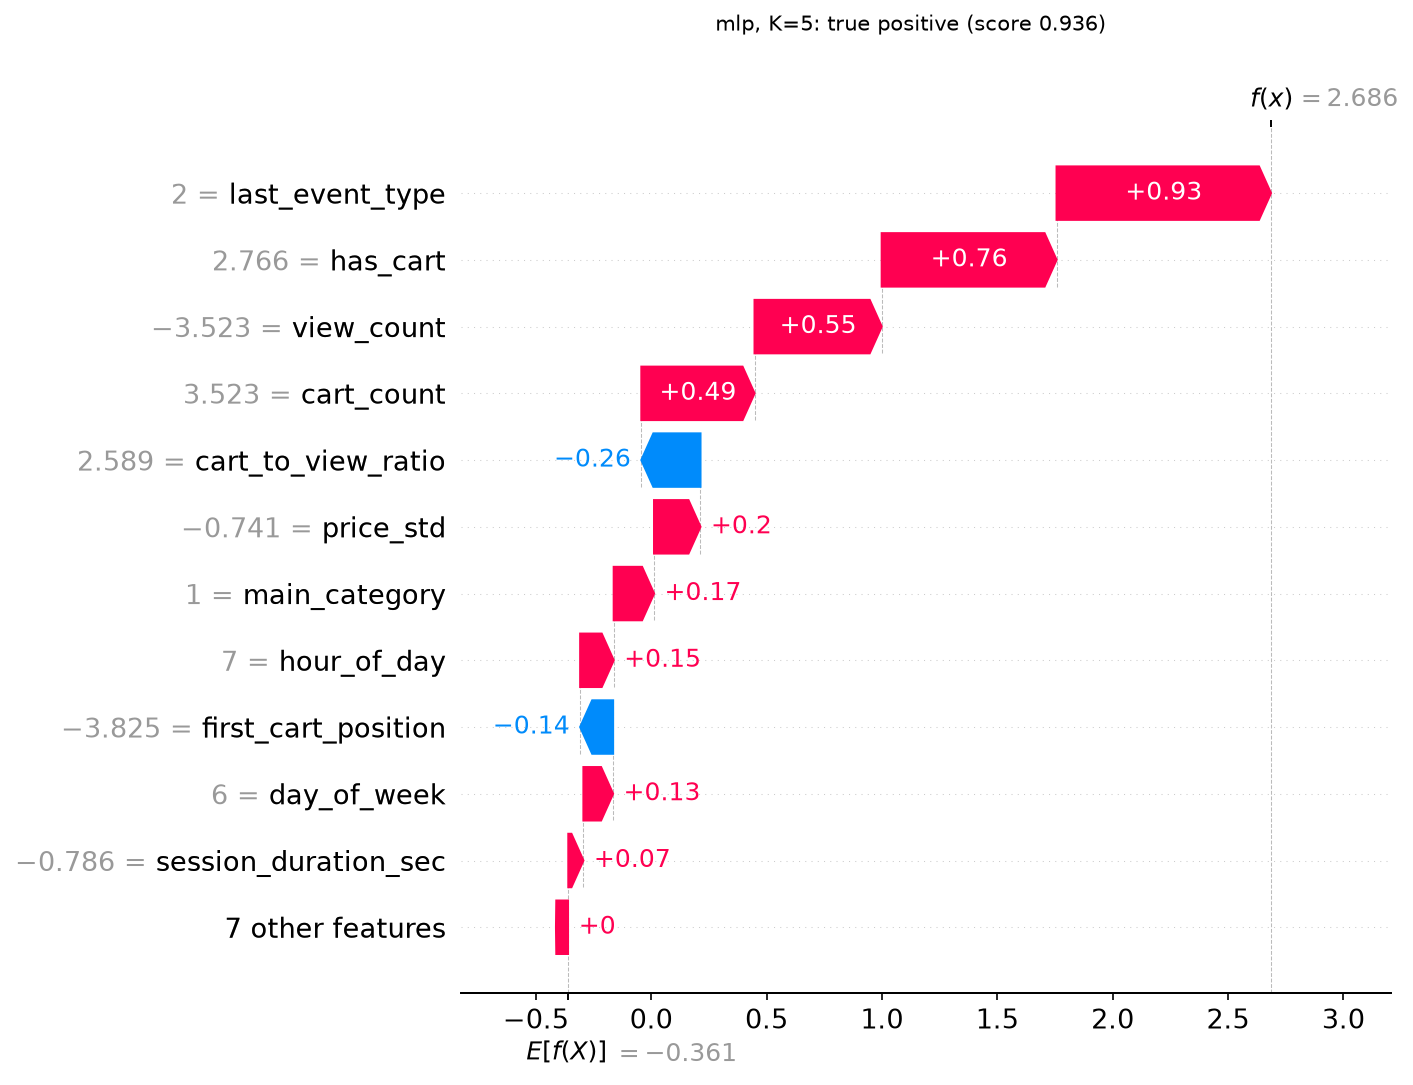 mlp, K=5: true positive (score 0.936)
f(x) = 2.686
2 = last_event_type +0.93
2.766 = has_cart +0.76
−3.523 = view_count +0.55
3.523 = cart_count +0.49
2.589 = cart_to_view_ratio −0.26
−0.741 = price_std +0.2
1 = main_category +0.17
7 = hour_of_day +0.15
−3.825 = first_cart_position −0.14
6 = day_of_week +0.13
−0.786 = session_duration_sec +0.07
7 other features +0
−0.5 0.0 0.5 1.0 1.5 2.0 2.5 3.0
E[f(X)] = −0.361